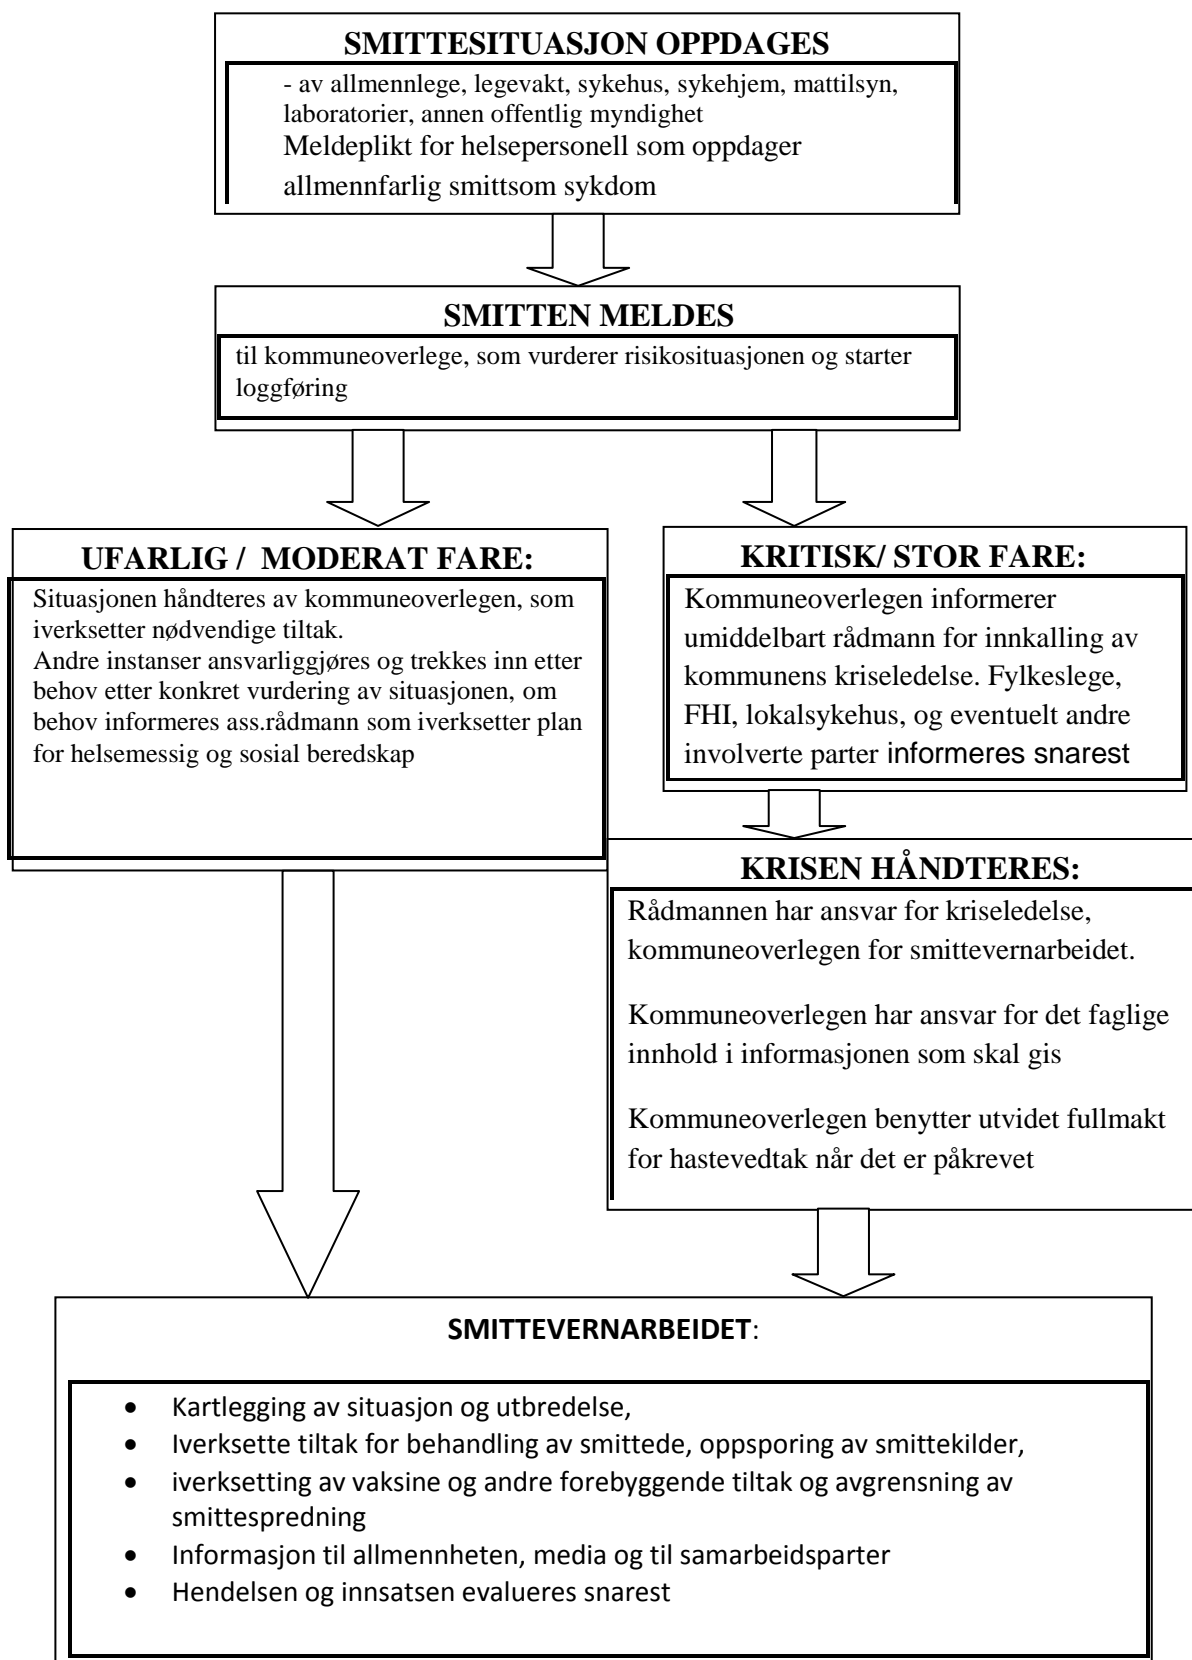 SMITTESITUASJON OPPDAGES
- av allmennlege, legevakt, sykehus, sykehjem, mattilsyn,
laboratorier, annen offentlig myndighet
Meldeplikt for helsepersonell som oppdager
allmennfarlig smittsom sykdom
SMITTEN MELDES
til kommuneoverlege, som vurderer risikosituasjonen og starter
loggføring
UFARLIG / MODERAT FARE:
Situasjonen håndteres av kommuneoverlegen, som
iverksetter nødvendige tiltak.
Andre instanser ansvarliggjøres og trekkes inn etter
behov etter konkret vurdering av situasjonen, om
behov informeres ass.rådmann som iverksetter plan
for helsemessig og sosial beredskap
KRITISK/ STOR FARE:
Kommuneoverlegen informerer
umiddelbart rådmann for innkalling av
kommunens kriseledelse. Fylkeslege,
FHI, lokalsykehus, og eventuelt andre
involverte parter informeres snarest
KRISEN HÅNDTERES:
Rådmannen har ansvar for kriseledelse,
kommuneoverlegen for smittevernarbeidet.
Kommuneoverlegen har ansvar for det faglige
innhold i informasjonen som skal gis
Kommuneoverlegen benytter utvidet fullmakt
for hastevedtak når det er påkrevet
SMITTEVERNARBEIDET:
• Kartlegging av situasjon og utbredelse,
• Iverksette tiltak for behandling av smittede, oppsporing av smittekilder,
• iverksetting av vaksine og andre forebyggende tiltak og avgrensning av
smittespredning
• Informasjon til allmennheten, media og til samarbeidsparter
• Hendelsen og innsatsen evalueres snarest